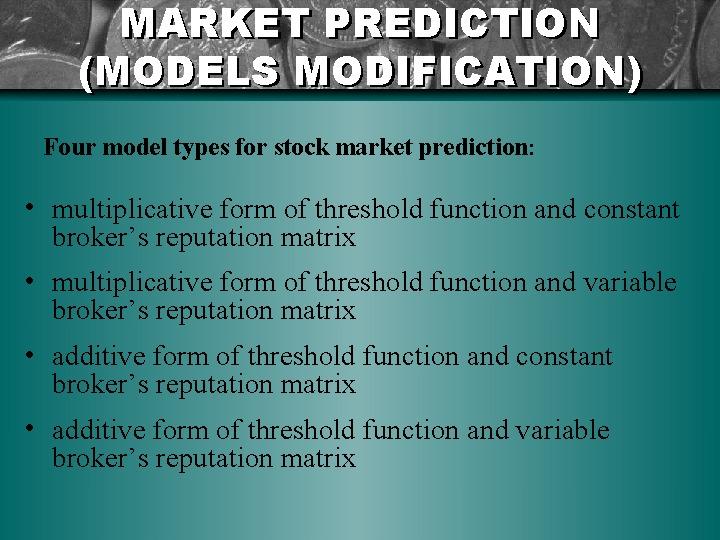 MARKET PREDICTION
(MODELS MODIFICATION)
Four model types for stock market prediction:
• multiplicative form of threshold function and constant
broker’s reputation matrix
• multiplicative form of threshold function and variable
broker’s reputation matrix
• additive form of threshold function and constant
broker’s reputation matrix
• additive form of threshold function and variable
broker’s reputation matrix